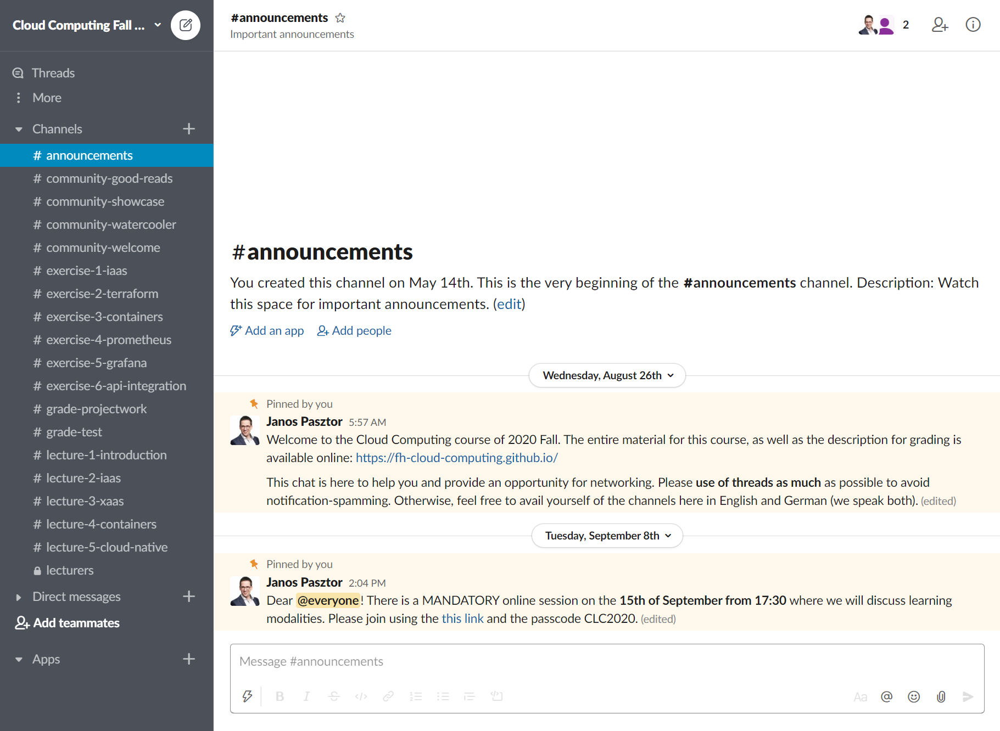 Cloud Computing Fall ...
Threads
More
Channels
# announcements
# community-good-reads
# community-showcase
# community-watercooler
# community-welcome
# exercise-1-iaas
# exercise-2-terraform
# exercise-3-containers
# exercise-4-prometheus
# exercise-5-grafana
# exercise-6-api-integration
# grade-projectwork
# grade-test
# lecture-1-introduction
# lecture-2-iaas
# lecture-3-xaas
# lecture-4-containers
# lecture-5-cloud-native
lecturers
Direct messages
Add teammates
Apps
#announcements
Important announcements
2
#announcements
You created this channel on May 14th. This is the very beginning of the #announcements channel. Description: Watch
this space for important announcements. (edit)
Add an app Add people
Wednesday, August 26th
Pinned by you
Janos Pasztor 5:57 AM
Welcome to the Cloud Computing course of 2020 Fall. The entire material for this course, as well as the description for grading is
available online: https://fh-cloud-computing.github.io/
This chat is here to help you and provide an opportunity for networking. Please use of threads as much as possible to avoid
notification-spamming. Otherwise, feel free to avail yourself of the channels here in English and German (we speak both). (edited)
Tuesday, September 8th
Pinned by you
Janos Pasztor 2:04 PM
Dear @everyone! There is a MANDATORY online session on the 15th of September from 17:30 where we will discuss learning
modalities. Please join using the this link and the passcode CLC2020. (edited)
Message #announcements
B I S </> Aa @